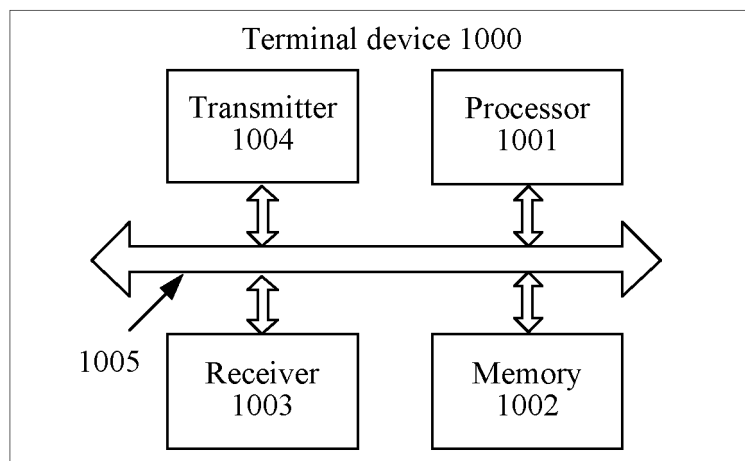 Terminal device 1000
Transmitter
1004
Processor
1001
1005
Receiver
1003
Memory
1002